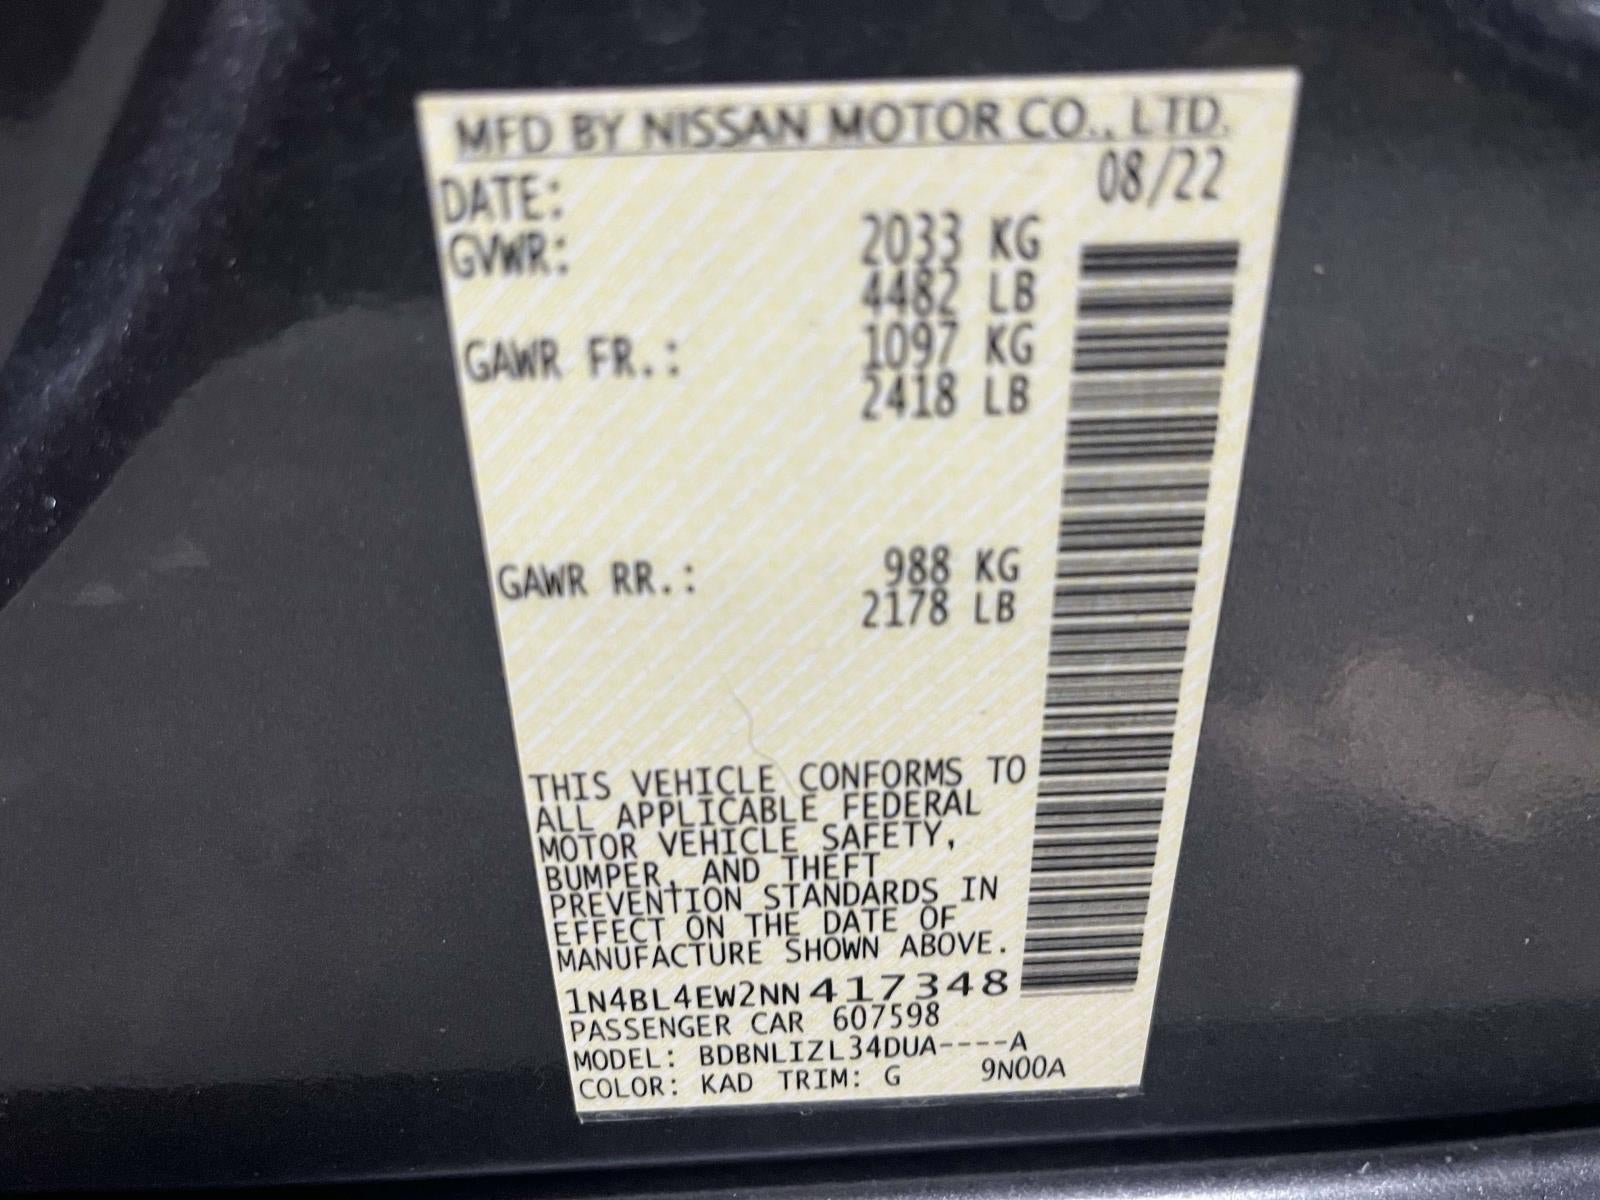 MFD BY NISSAN MOTOR CO., LTD.
DATE: 08/22
GVWR: 2033 KG
4482 LB
GAWR FR.: 1097 KG
2418 LB
GAWR RR.: 988 KG
2178 LB
THIS VEHICLE CONFORMS TO
ALL APPLICABLE FEDERAL
MOTOR VEHICLE SAFETY,
BUMPER, AND THEFT
PREVENTION STANDARDS IN
EFFECT ON THE DATE OF
MANUFACTURE SHOWN ABOVE.
1N4BL4EW2NN417348
PASSENGER CAR 607598
MODEL: BDBNLIZL34DUA----A
COLOR: KAD TRIM: G 9N00A